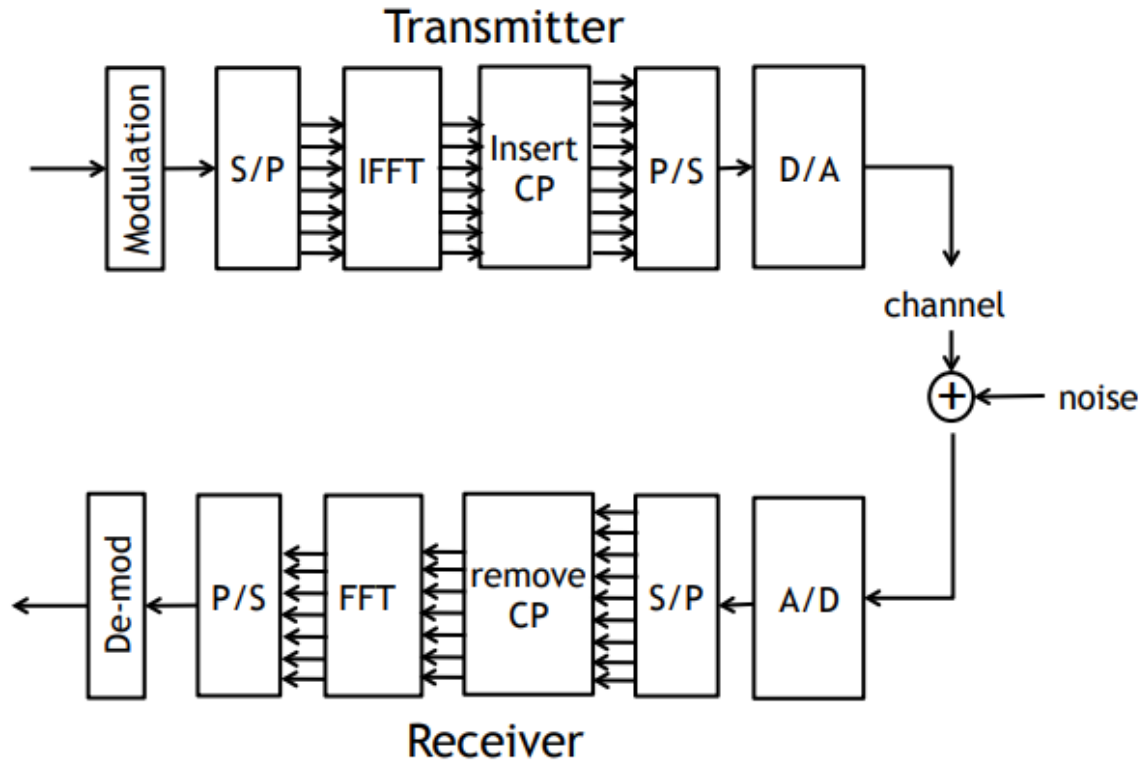 Transmitter
Modulation
S/P
IFFT
Insert
CP
P/S
D/A
channel
+
noise
De-mod
P/S
FFT
remove
CP
S/P
A/D
Receiver